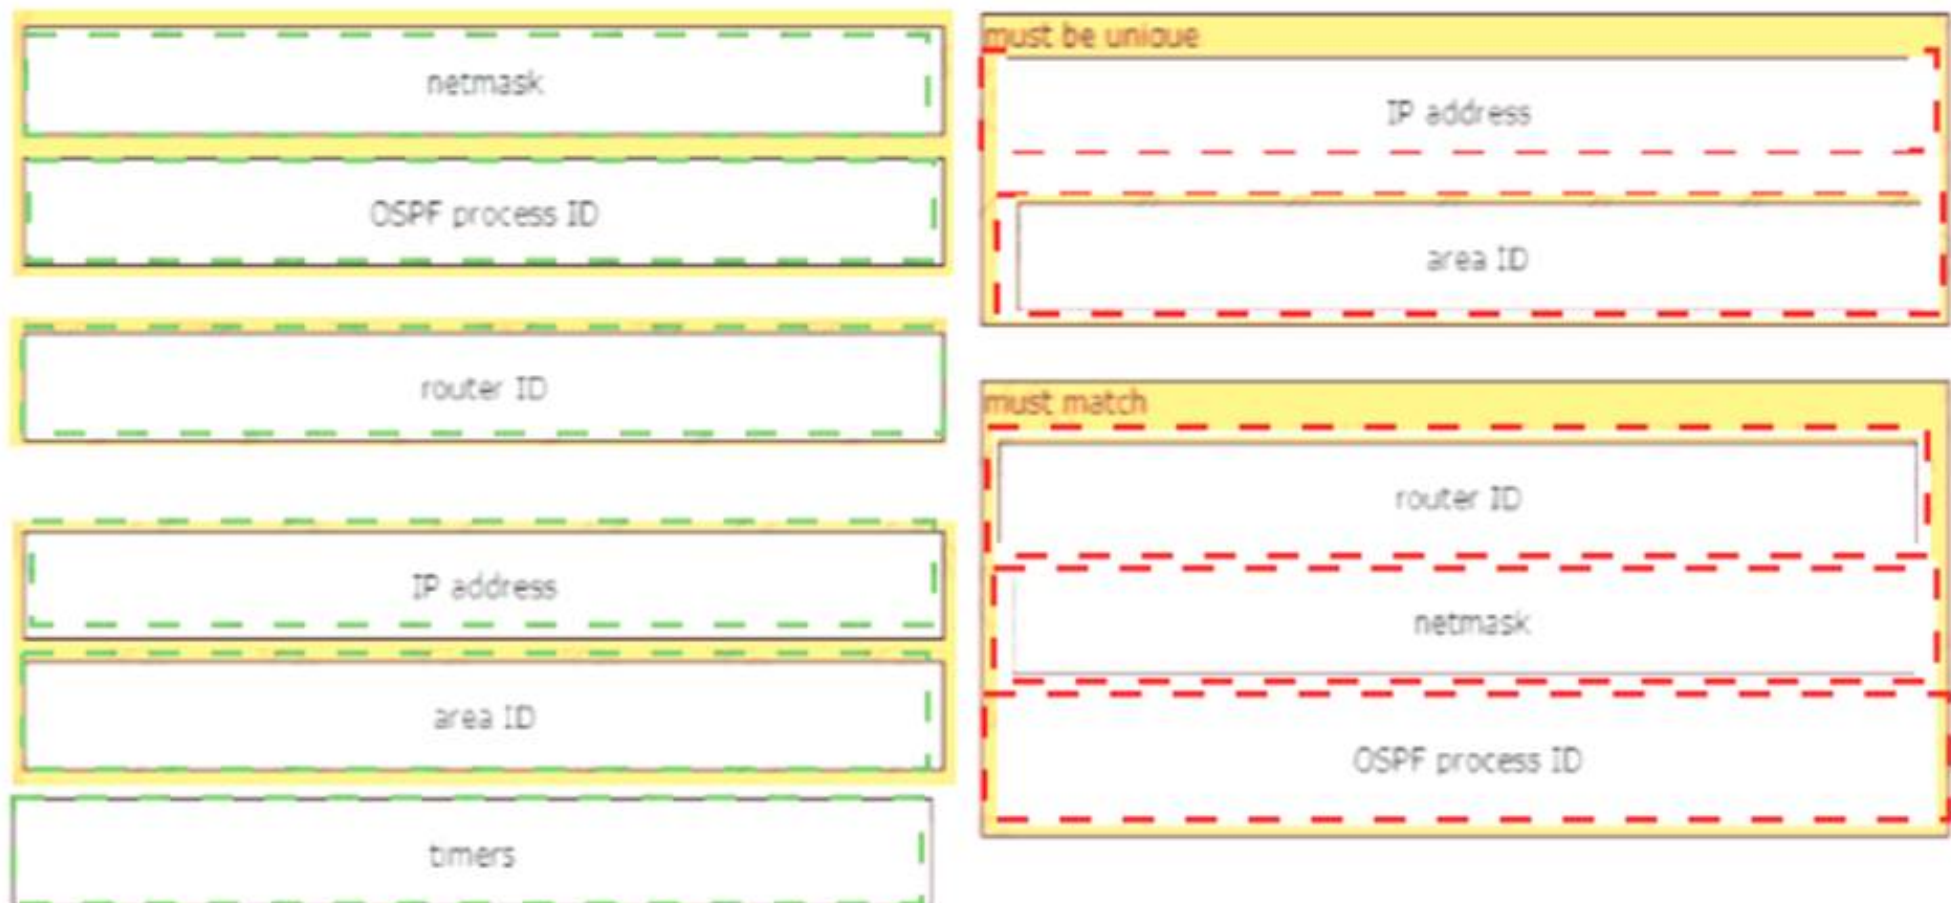 netmask
OSPF process ID
router ID
IP address
area ID
timers
must be unique
IP address
area ID
must match
router ID
netmask
OSPF process ID